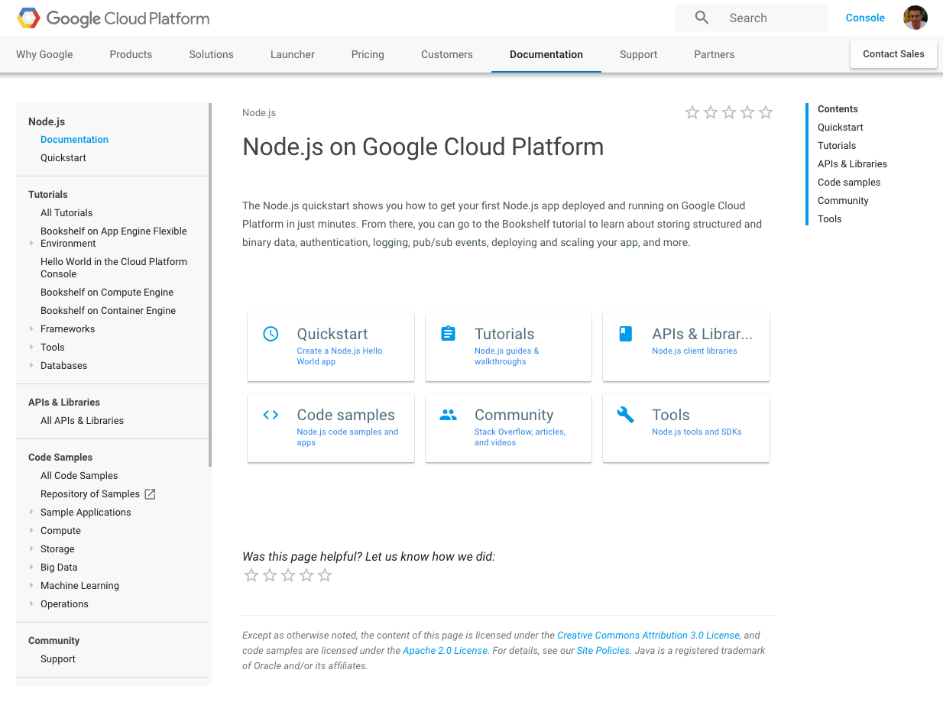 Google Cloud Platform
Search
Console
Why Google
Products
Solutions
Launcher
Pricing
Customers
Documentation
Support
Partners
Contact Sales
Node.js
Documentation
Quickstart
Tutorials
All Tutorials
Bookshelf on App Engine Flexible
Environment
Hello World in the Cloud Platform
Console
Bookshelf on Compute Engine
Bookshelf on Container Engine
Frameworks
Tools
Databases
APIs & Libraries
All APIs & Libraries
Code Samples
All Code Samples
Repository of Samples
Sample Applications
Compute
Storage
Big Data
Machine Learning
Operations
Community
Support
Node.js
Node.js on Google Cloud Platform
The Node.js quickstart shows you how to get your first Node.js app deployed and running on Google Cloud
Platform in just minutes. From there, you can go to the Bookshelf tutorial to learn about storing structured and
binary data, authentication, logging, pub/sub events, deploying and scaling your app, and more.
Quickstart
Create a Node.js Hello
World app
Tutorials
Node.js guides &
walkthroughs
APIs & Librar...
Node.js client libraries
Code samples
Node.js code samples and
apps
Community
Stack Overflow, articles,
and videos
Tools
Node.js tools and SDKs
Was this page helpful? Let us know how we did:
Except as otherwise noted, the content of this page is licensed under the Creative Commons Attribution 3.0 License, and
code samples are licensed under the Apache 2.0 License. For details, see our Site Policies. Java is a registered trademark
of Oracle and/or its affiliates.
Contents
Quickstart
Tutorials
APIs & Libraries
Code samples
Community
Tools